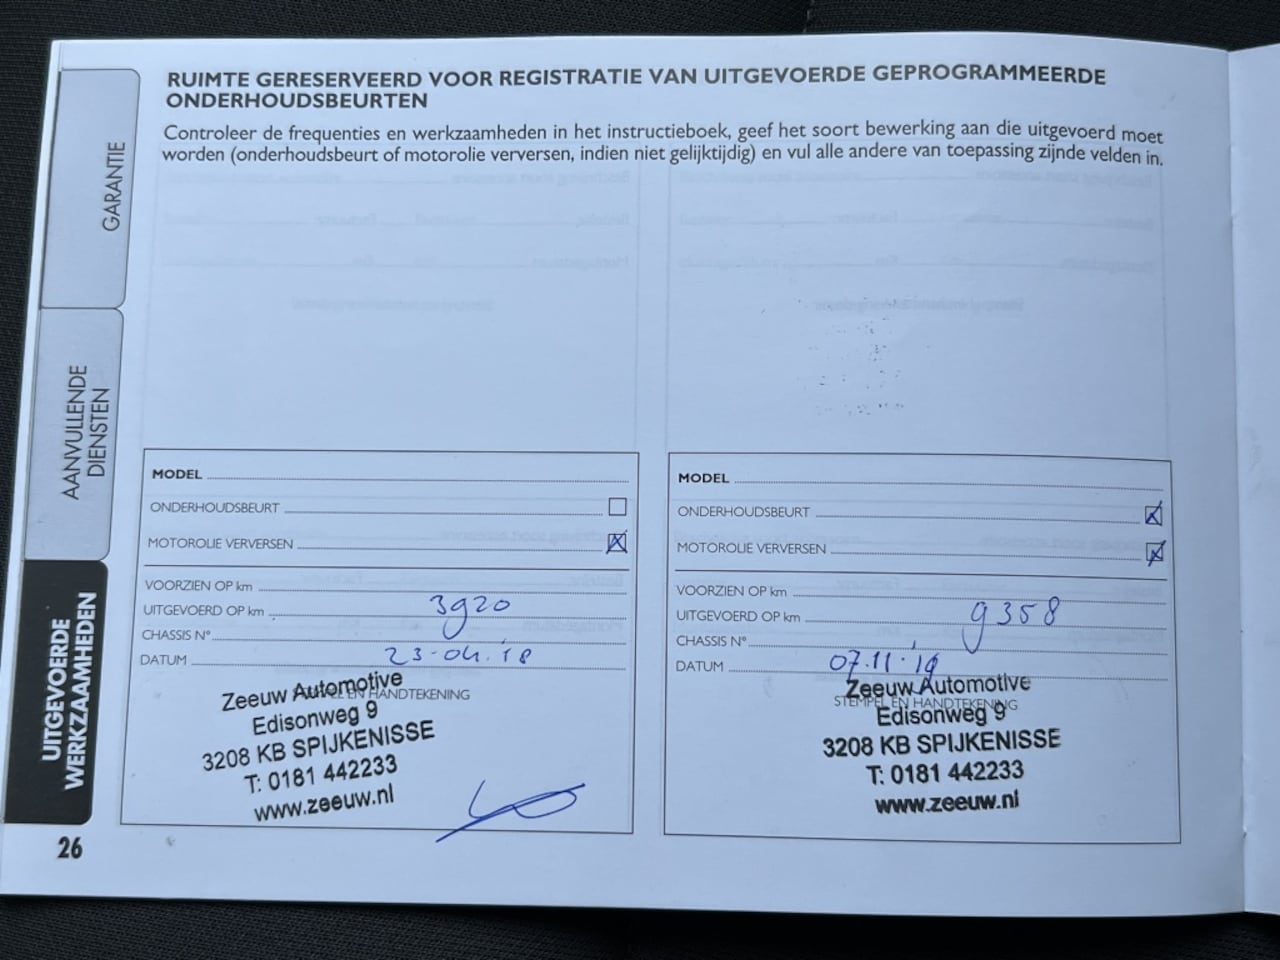 RUIMTE GERESERVEERD VOOR REGISTRATIE VAN UITGEVOERDE GEPROGRAMMEERDE
ONDERHOUDSBEURTEN
Controleer de frequenties en werkzaamheden in het instructieboek, geef het soort bewerking aan die uitgevoerd moet
worden (onderhoudsbeurt of motorolie verversen, indien niet gelijktijdig) en vul alle andere van toepassing zijnde velden in.
GARANTIE
AANVULLENDE
DIENSTEN
UITGEVOERDE
WERKZAAMHEDEN
26
MODEL
ONDERHOUDSBEURT
MOTOROLIE VERVERSEN
VOORZIEN OP km
UITGEVOERD OP km 3920
CHASSIS N°
DATUM 23-04.18
EN HANDTEKENING
Zeeuw Automotive
Edisonweg 9
3208 KB SPIJKENISSE
T: 0181 442233
www.zeeuw.nl
MODEL
ONDERHOUDSBEURT
MOTOROLIE VERVERSEN
VOORZIEN OP km
UITGEVOERD OP km 9358
CHASSIS N°
DATUM 07.11.19
STEMPEL EN HANDTEKENING
Zeeuw Automotive
Edisonweg 9
3208 KB SPIJKENISSE
T: 0181 442233
www.zeeuw.nl